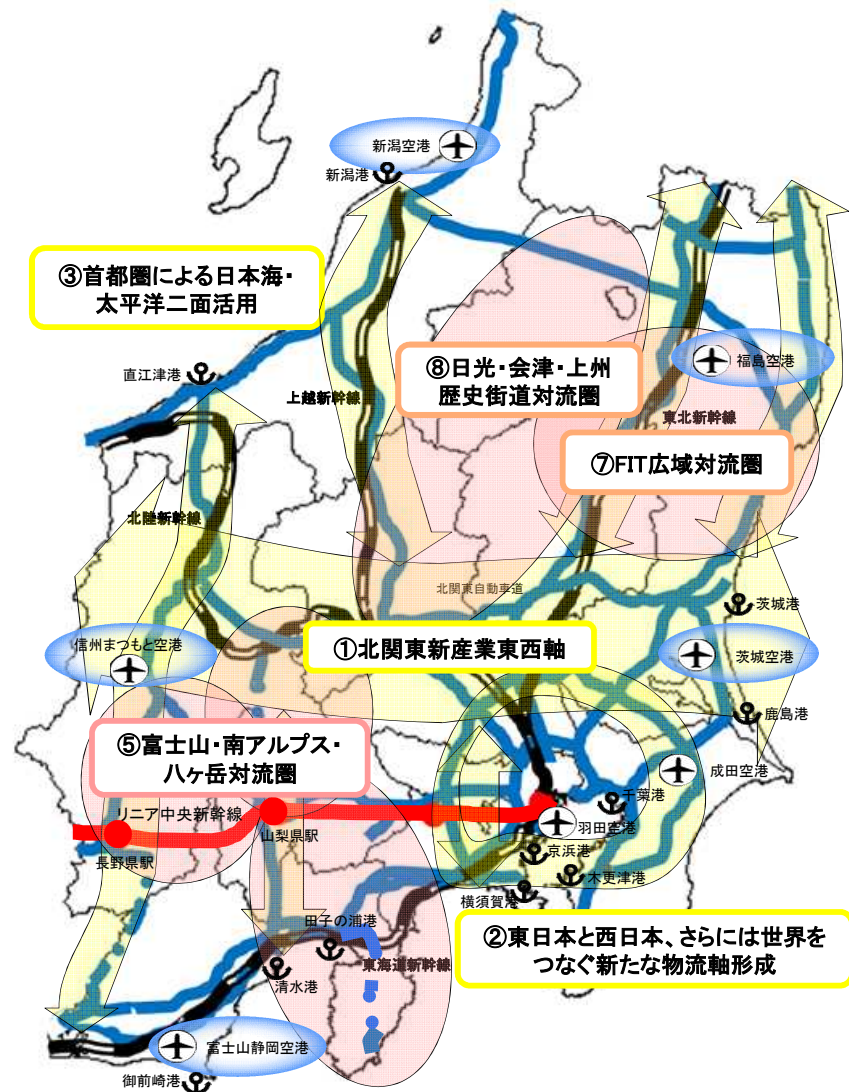 新潟空港
新潟港
③首都圏による日本海・
太平洋二面活用
直江津港
上越新幹線
⑧日光・会津・上州
歴史街道対流圏
福島空港
東北新幹線
⑦FIT広域対流圏
北陸新幹線
北関東自動車道
茨城港
信州まつもと空港
①北関東新産業東西軸
茨城空港
鹿島港
⑤富士山・南アルプス・
八ヶ岳対流圏
成田空港
千葉港
リニア中央新幹線
羽田空港
山梨県駅
長野県駅
京浜港
木更津港
横須賀港
田子の浦港
②東日本と西日本、さらには世界を
つなぐ新たな物流軸形成
東海道新幹線
清水港
富士山静岡空港
御前崎港